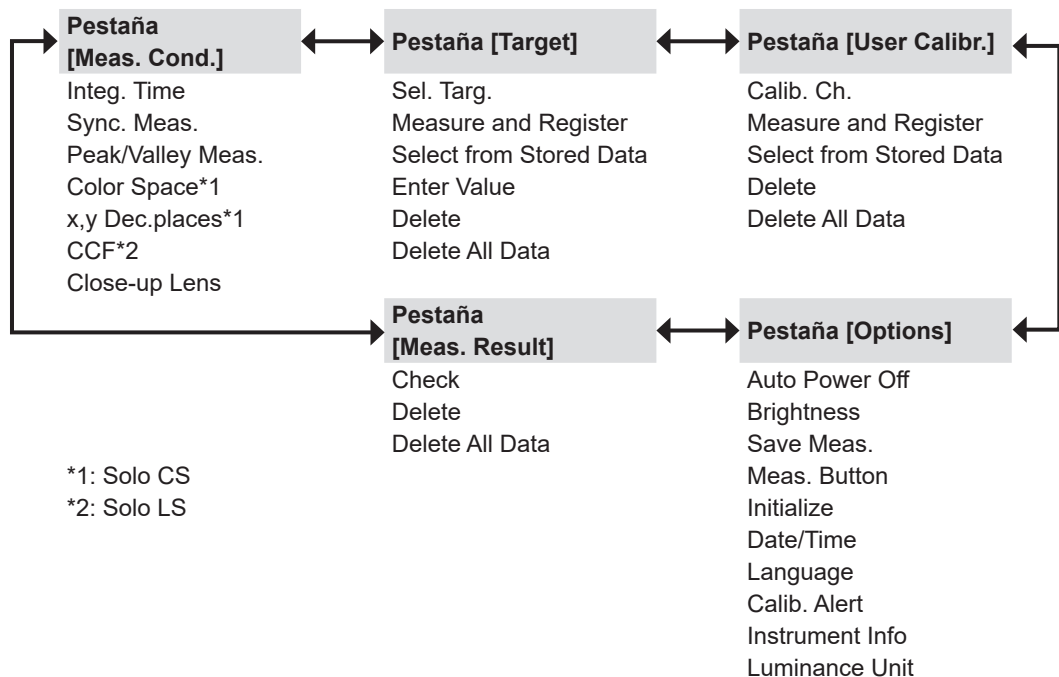 Pestaña
[Meas. Cond.]
Integ. Time
Sync. Meas.
Peak/Valley Meas.
Color Space*1
x,y Dec.places*1
CCF*2
Close-up Lens
Pestaña [Target]
Sel. Targ.
Measure and Register
Select from Stored Data
Enter Value
Delete
Delete All Data
Pestaña [User Calibr.]
Calib. Ch.
Measure and Register
Select from Stored Data
Delete
Delete All Data
Pestaña
[Meas. Result]
Check
Delete
Delete All Data
Pestaña [Options]
Auto Power Off
Brightness
Save Meas.
Meas. Button
Initialize
Date/Time
Language
Calib. Alert
Instrument Info
Luminance Unit
*1: Solo CS
*2: Solo LS